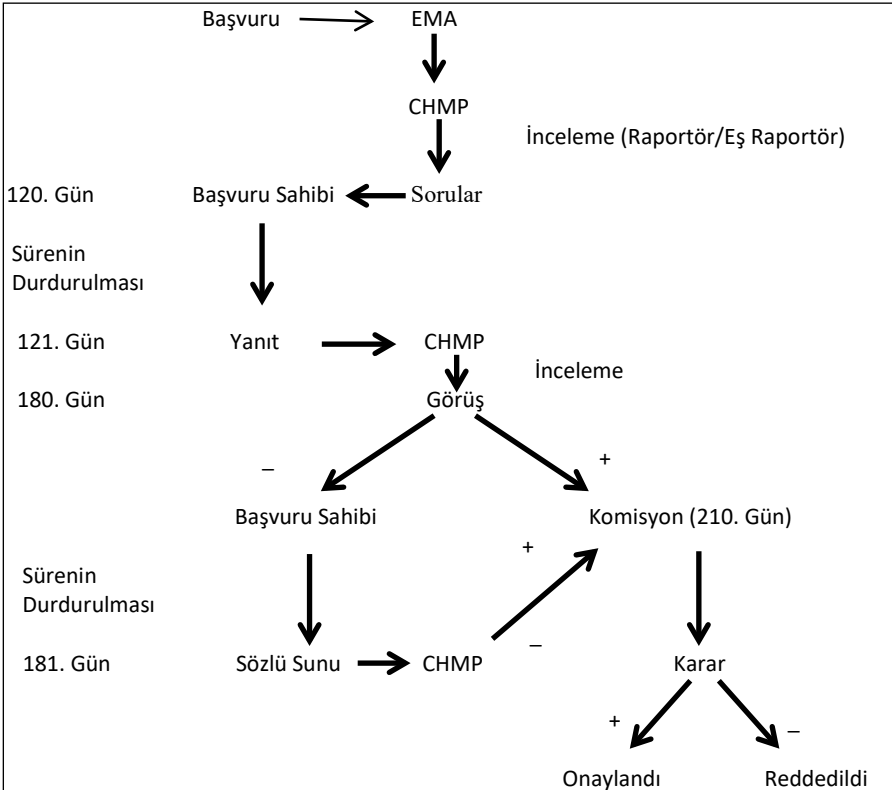 Başvuru EMA
CHMP
İnceleme (Raportör/Eş Raportör)
120. Gün Başvuru Sahibi Sorular
Sürenin
Durdurulması
121. Gün Yanıt CHMP
İnceleme
180. Gün Görüş
– +
Başvuru Sahibi Komisyon (210. Gün)
+
Sürenin
Durdurulması
–
181. Gün Sözlü Sunu CHMP Karar
+ –
Onaylandı Reddedildi